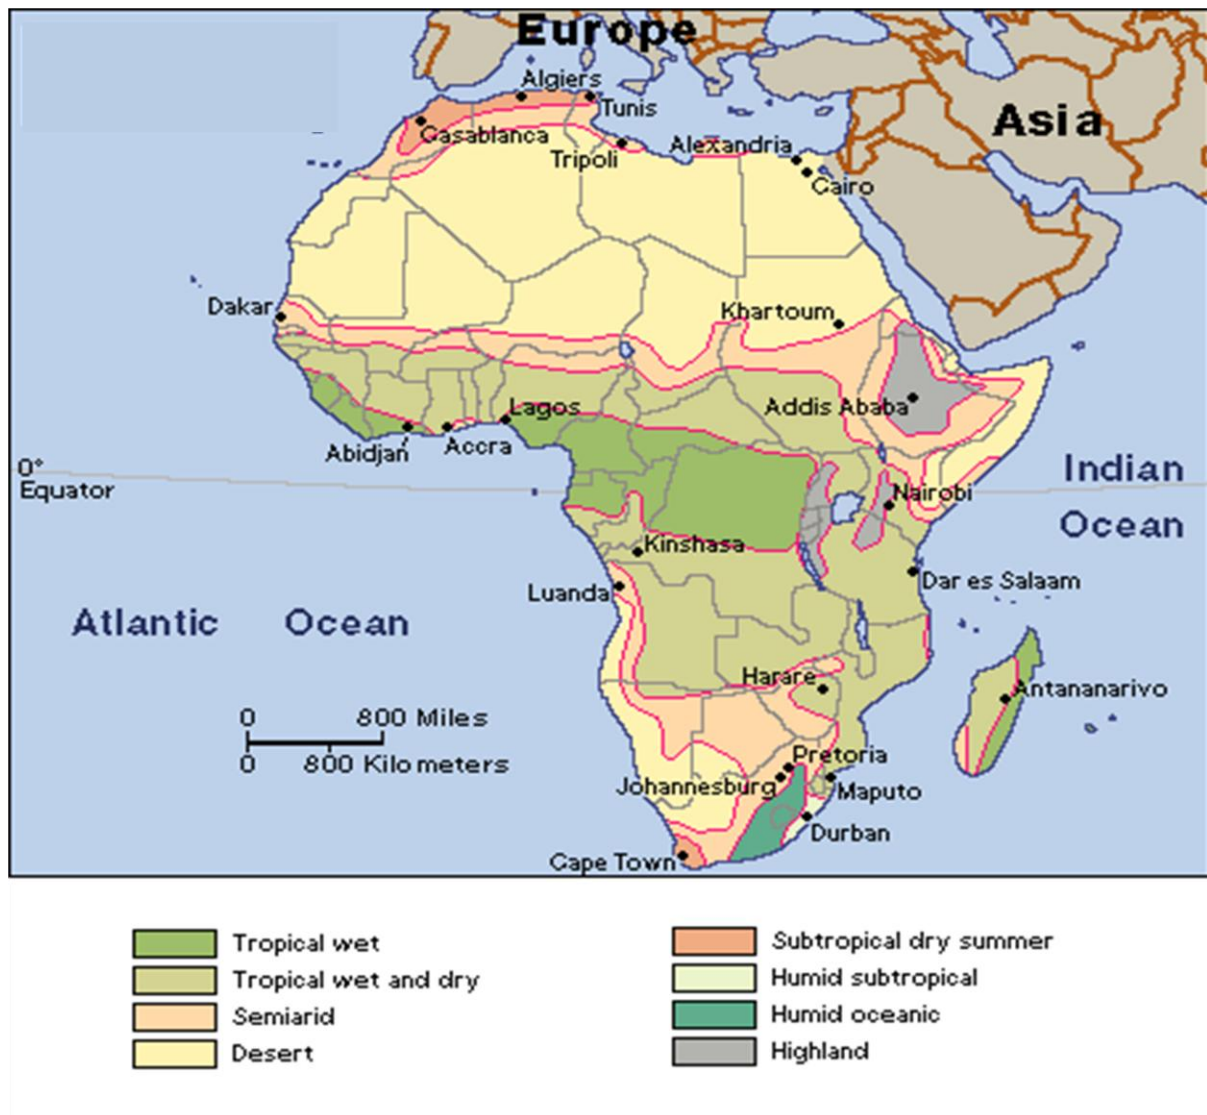 Europe
Algiers
Tunis
Asia
Casablanca
Alexandria
Tripoli
Cairo
Dakar
Khartoum
Lagos
Addis Ababa
Abidjan
Accra
0°
Equator
Indian
Ocean
Nairobi
Kinshasa
Dar es Salaam
Luanda
Atlantic Ocean
Harare
Antananarivo
0 800 Miles
0 800 Kilometers
Pretoria
Johannesburg
Maputo
Durban
Cape Town
Tropical wet
Tropical wet and dry
Semiarid
Desert
Subtropical dry summer
Humid subtropical
Humid oceanic
Highland